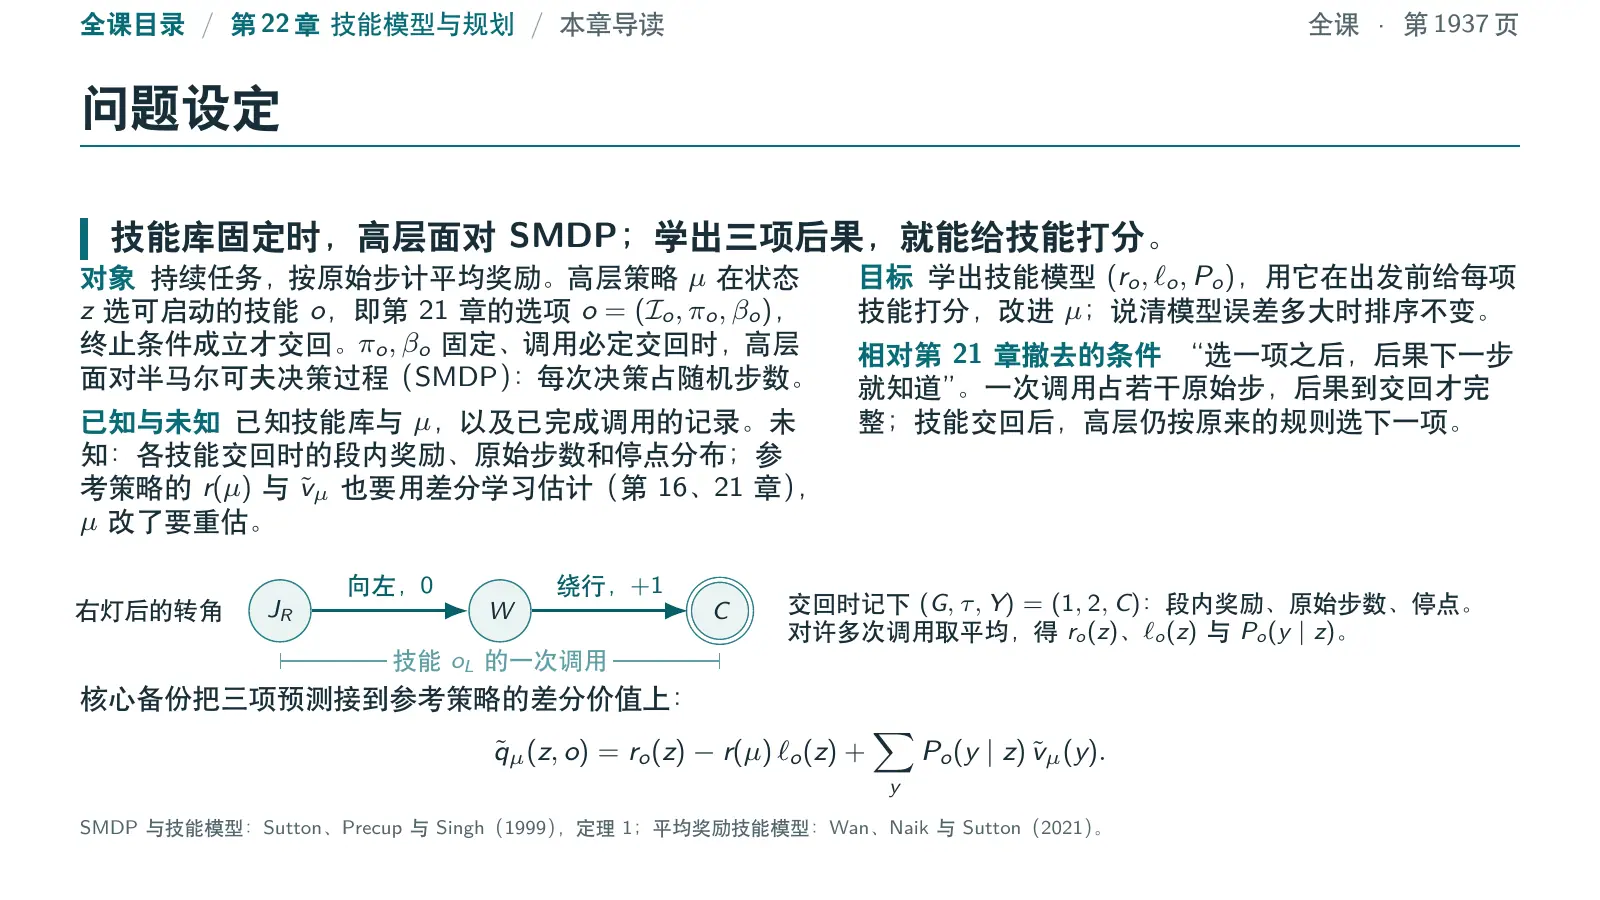 全课目录 / 第 22 章 技能模型与规划 / 本章导读
全课 · 第 1937 页
问题设定
技能库固定时，高层面对 SMDP；学出三项后果，就能给技能打分。
对象 持续任务，按原始步计平均奖励。高层策略 μ 在状态
z 选可启动的技能 o，即第 21 章的选项 o = (ℐₒ, πₒ, βₒ)，
终止条件成立才交回。πₒ, βₒ 固定、调用必定交回时，高层
面对半马尔可夫决策过程（SMDP）：每次决策占随机步数。
已知与未知 已知技能库与 μ，以及已完成调用的记录。未
知：各技能交回时的段内奖励、原始步数和停点分布；参
考策略的 r(μ) 与 ṽ_μ 也要用差分学习估计（第 16、21 章），
μ 改了要重估。
目标 学出技能模型 (rₒ, ℓₒ, Pₒ)，用它在出发前给每项
技能打分，改进 μ；说清模型误差多大时排序不变。
相对第 21 章撤去的条件 “选一项之后，后果下一步
就知道”。一次调用占若干原始步，后果到交回才完
整；技能交回后，高层仍按原来的规则选下一项。
向左，0
绕行，+1
右灯后的转角
J_R
W
C
技能 o_L 的一次调用
交回时记下 (G, τ, Y) = (1, 2, C)：段内奖励、原始步数、停点。
对许多次调用取平均，得 rₒ(z)、ℓₒ(z) 与 Pₒ(y | z)。
核心备份把三项预测接到参考策略的差分价值上：
q̃_μ(z, o) = rₒ(z) − r(μ) ℓₒ(z) + ∑_y Pₒ(y | z) ṽ_μ(y).
SMDP 与技能模型：Sutton、Precup 与 Singh（1999），定理 1；平均奖励技能模型：Wan、Naik 与 Sutton（2021）。